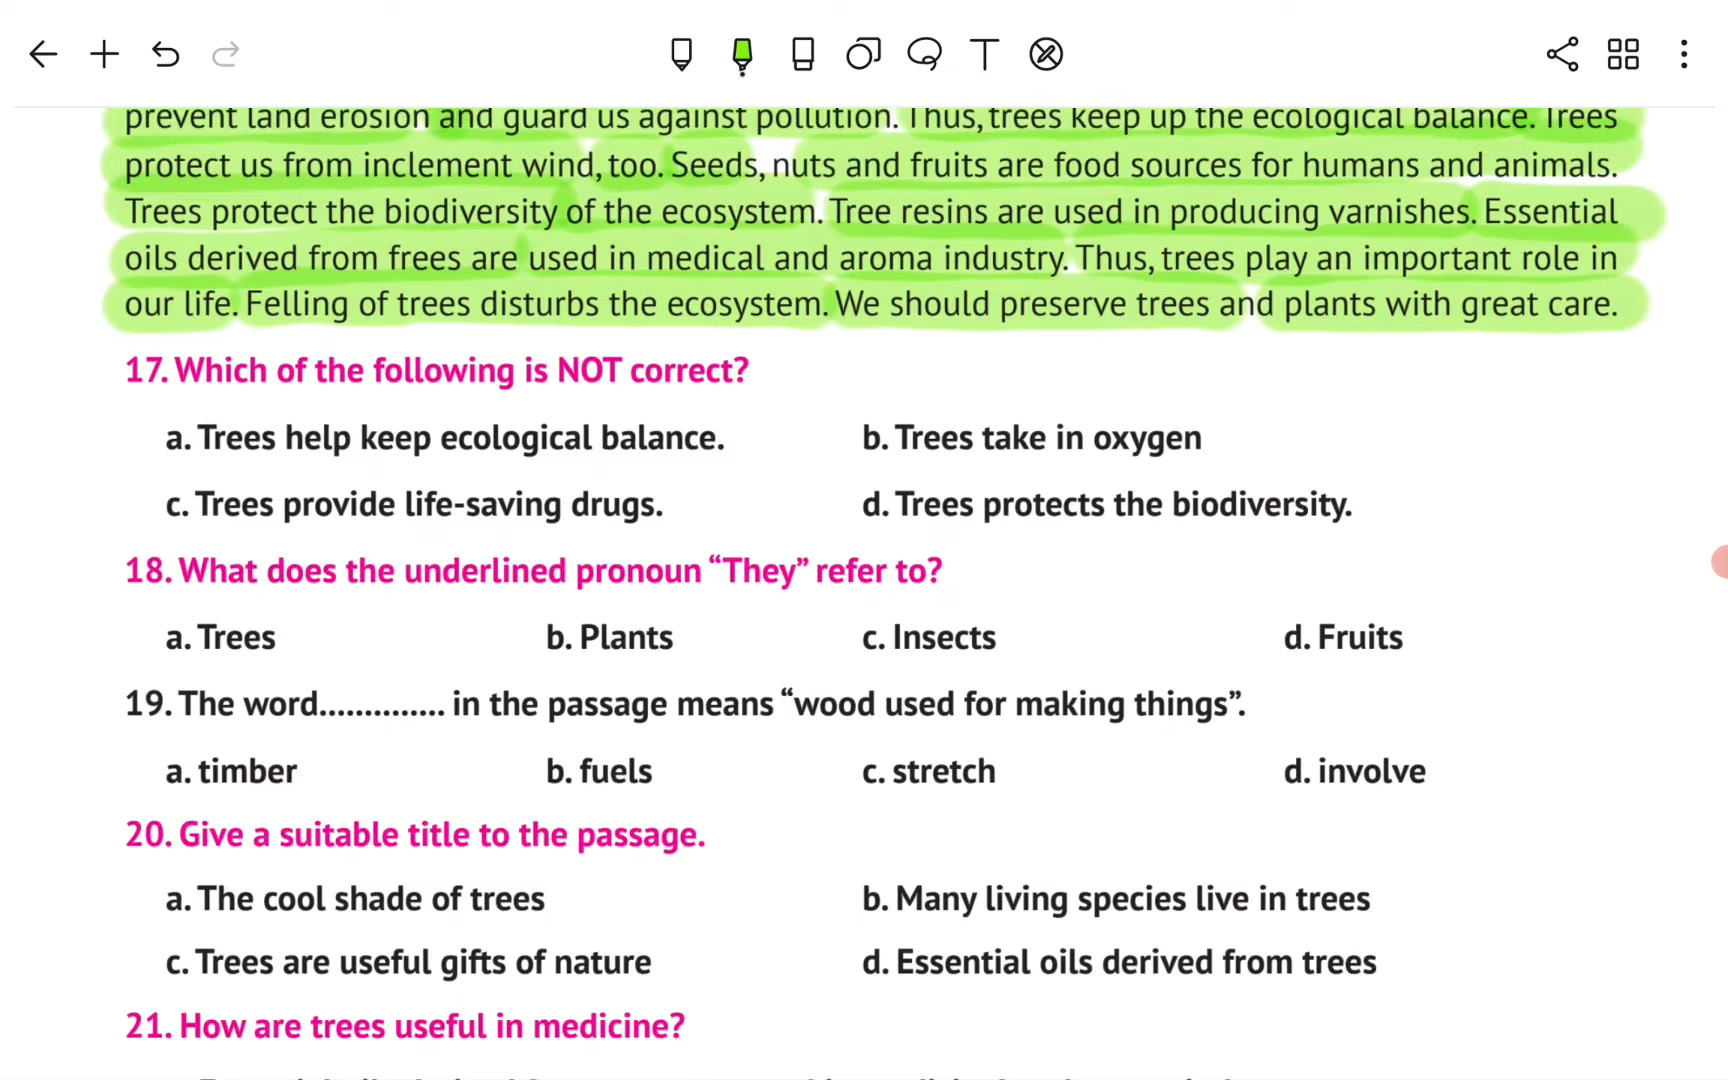 prevent land erosion and guard us against pollution. Thus, trees keep up the ecological balance. Trees
protect us from inclement wind, too. Seeds, nuts and fruits are food sources for humans and animals.
Trees protect the biodiversity of the ecosystem. Tree resins are used in producing varnishes. Essential
oils derived from frees are used in medical and aroma industry. Thus, trees play an important role in
our life. Felling of trees disturbs the ecosystem. We should preserve trees and plants with great care.
17. Which of the following is NOT correct?
a. Trees help keep ecological balance. b. Trees take in oxygen
c. Trees provide life-saving drugs. d. Trees protects the biodiversity.
18. What does the underlined pronoun “They” refer to?
a. Trees b. Plants c. Insects d. Fruits
19. The word.............. in the passage means “wood used for making things”.
a. timber b. fuels c. stretch d. involve
20. Give a suitable title to the passage.
a. The cool shade of trees b. Many living species live in trees
c. Trees are useful gifts of nature d. Essential oils derived from trees
21. How are trees useful in medicine?